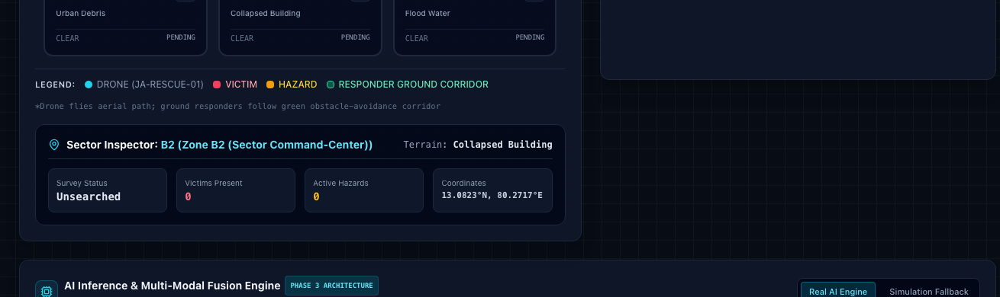 Urban Debris
Collapsed Building
Flood Water
CLEAR PENDING
CLEAR PENDING
CLEAR PENDING
LEGEND: DRONE (JA-RESCUE-01) VICTIM HAZARD RESPONDER GROUND CORRIDOR
*Drone flies aerial path; ground responders follow green obstacle-avoidance corridor
Sector Inspector: B2 (Zone B2 (Sector Command-Center))
Terrain: Collapsed Building
Survey Status
Unsearched
Victims Present
0
Active Hazards
0
Coordinates
13.0823°N, 80.2717°E
AI Inference & Multi-Modal Fusion Engine
PHASE 3 ARCHITECTURE
Real AI Engine
Simulation Fallback